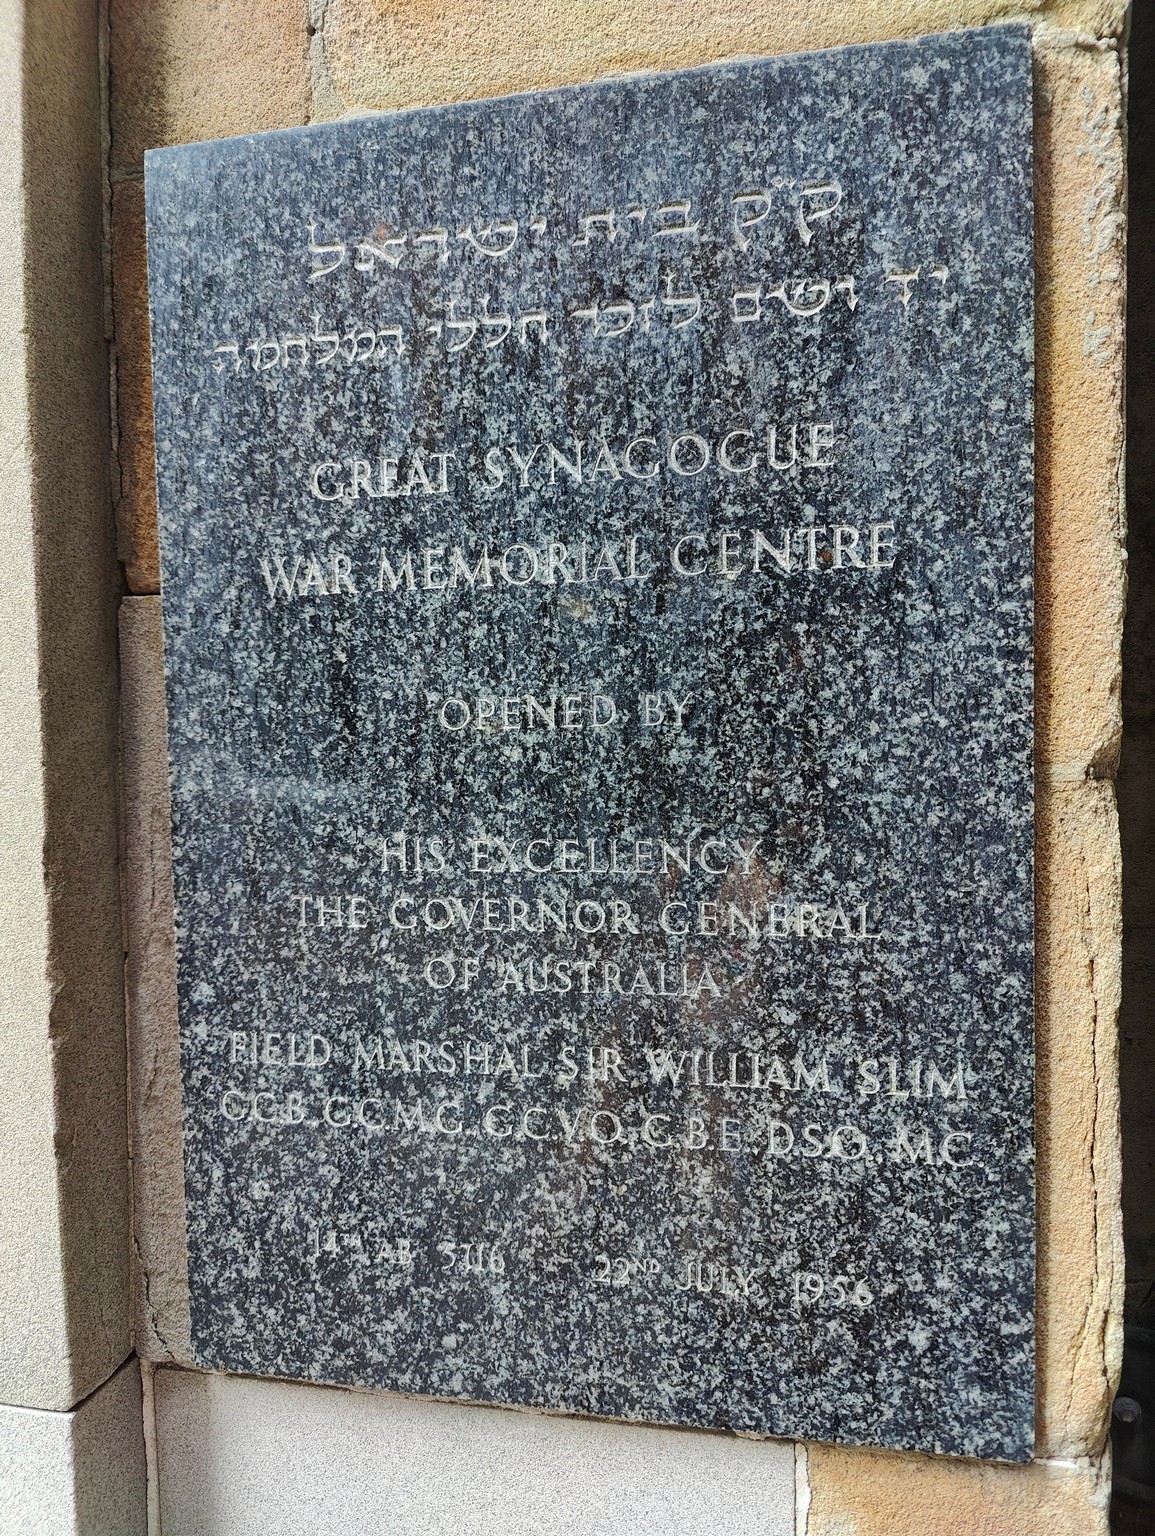 ק״ק בית ישראל
יד ושים לזכר חללי המלחמה
GREAT SYNAGOGUE
WAR MEMORIAL CENTRE
OPENED BY
HIS EXCELLENCY
THE GOVERNOR GENERAL
OF AUSTRALIA
FIELD MARSHAL SIR WILLIAM SLIM
G.C.B. G.C.M.G. G.C.V.O. G.B.E. D.S.O. M.C.
14TH AB 5716 22ND JULY 1956